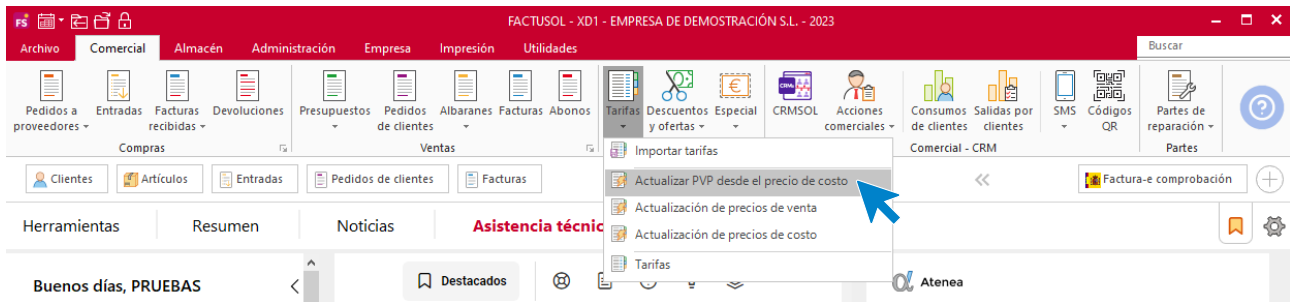 FS
FACTUSOL - XD1 - EMPRESA DE DEMOSTRACIÓN S.L. - 2023
Archivo Comercial Almacén Administración Empresa Impresión Utilidades Buscar
Pedidos a proveedores Entradas Facturas recibidas Devoluciones Presupuestos Pedidos de clientes Albaranes Facturas Abonos Tarifas Descuentos y ofertas Especial CRMSOL Acciones comerciales Consumos de clientes Salidas por clientes SMS Códigos QR Partes de reparación
Compras Ventas Comercial - CRM Partes
Importar tarifas
Clientes Artículos Entradas Pedidos de clientes Facturas Factura-e comprobación
Actualizar PVP desde el precio de costo
Actualización de precios de venta
Herramientas Resumen Noticias Asistencia técnic
Actualización de precios de costo
Tarifas
Buenos días, PRUEBAS Destacados Atenea